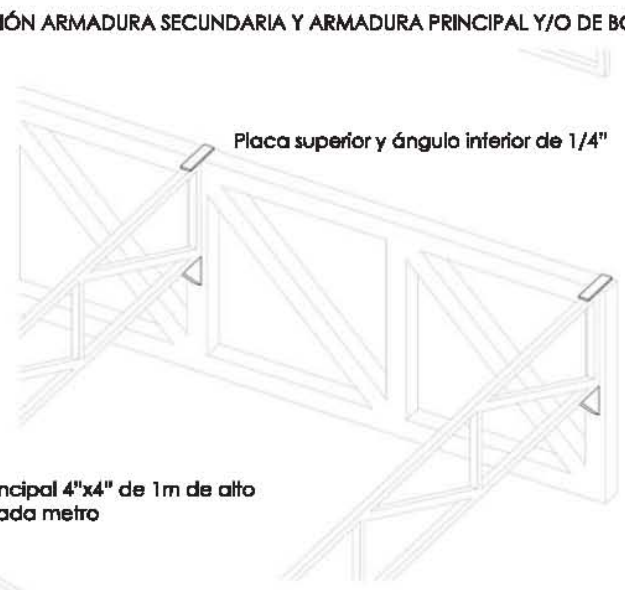 IÓN ARMADURA SECUNDARIA Y ARMADURA PRINCIPAL Y/O DE BO
Placa superior y ángulo inferior de 1/4"
ncipal 4"x4" de 1m de alto
ada metro